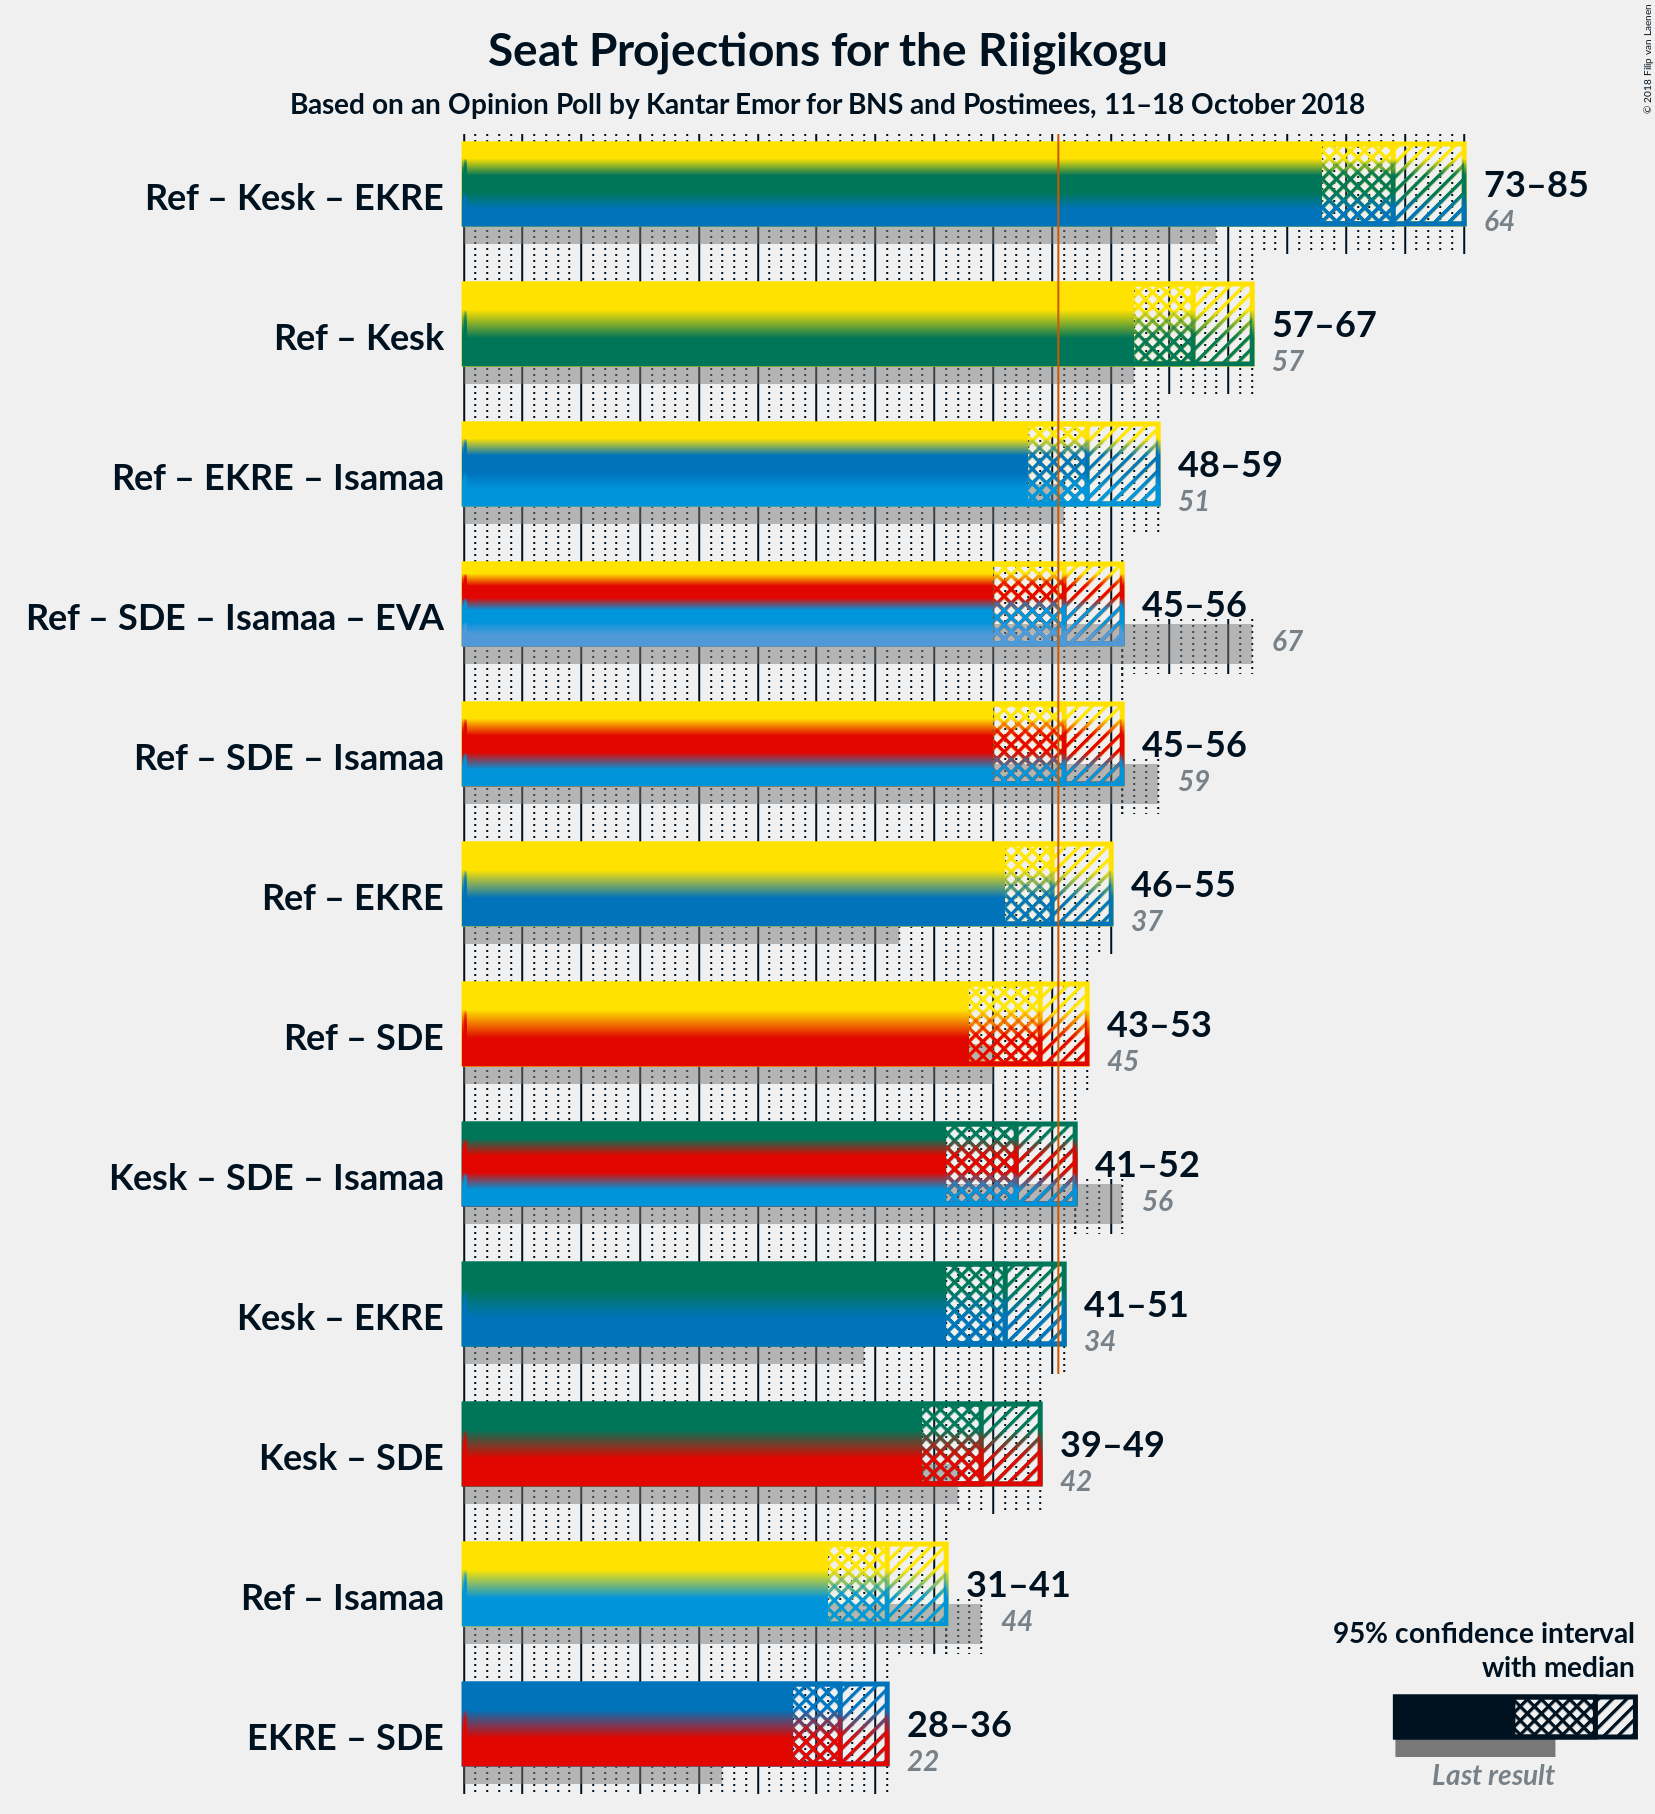 Seat Projections for the Riigikogu
Based on an Opinion Poll by Kantar Emor for BNS and Postimees, 11–18 October 2018
© 2018 Filip van Laenen
Ref – Kesk – EKRE
73–85
64
Ref – Kesk
57–67
57
Ref – EKRE – Isamaa
48–59
51
Ref – SDE – Isamaa – EVA
45–56
67
Ref – SDE – Isamaa
45–56
59
Ref – EKRE
46–55
37
Ref – SDE
43–53
45
Kesk – SDE – Isamaa
41–52
56
Kesk – EKRE
41–51
34
Kesk – SDE
39–49
42
Ref – Isamaa
31–41
44
EKRE – SDE
28–36
22
95% confidence interval
with median
Last result